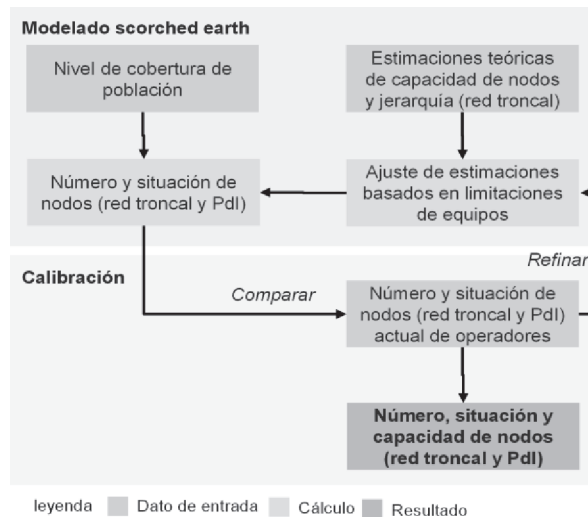 Modelado scorched earth
Nivel de cobertura de
población
Estimaciones teóricas
de capacidad de nodos
y jerarquía (red troncal)
Número y situación de
nodos (red troncal y PdI)
Ajuste de estimaciones
basados en limitaciones
de equipos
Refinar
Calibración
Comparar
Número y situación de
nodos (red troncal y PdI)
actual de operadores
Número, situación y
capacidad de nodos
(red troncal y PdI)
leyenda Dato de entrada Cálculo Resultado